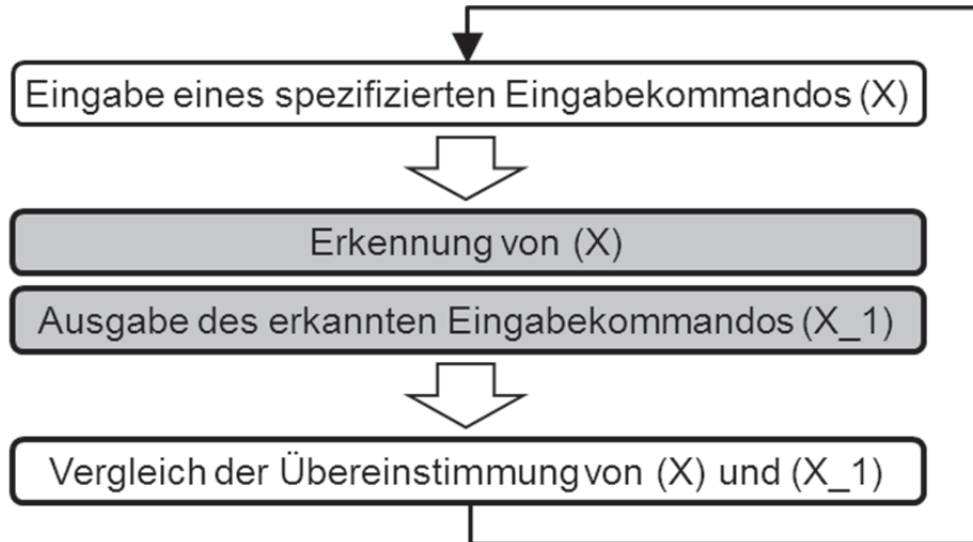 Eingabe eines spezifizierten Eingabekommandos (X)
Erkennung von (X)
Ausgabe des erkannten Eingabekommandos (X_1)
Vergleich der Übereinstimmung von (X) und (X_1)